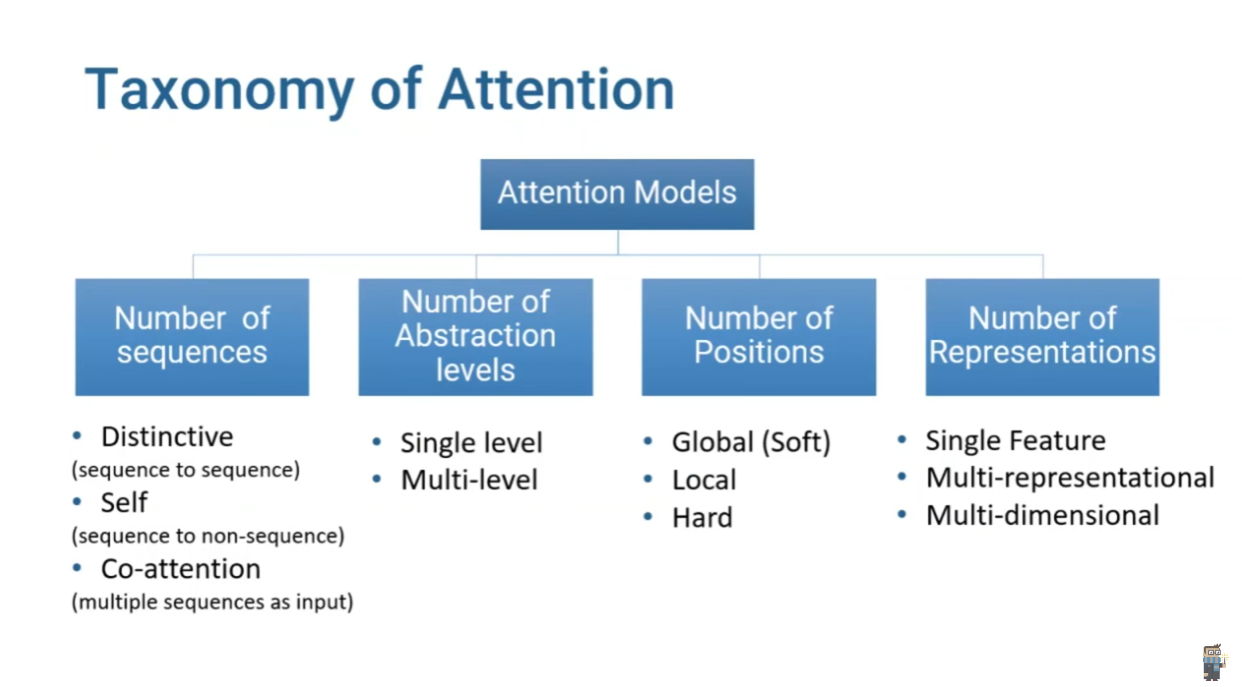 Taxonomy of Attention
Attention Models
Number of
sequences
Number of
Abstraction
levels
Number of
Positions
Number of
Representations
• Distinctive
(sequence to sequence)
• Self
(sequence to non-sequence)
• Co-attention
(multiple sequences as input)
• Single level
• Multi-level
• Global (Soft)
• Local
• Hard
• Single Feature
• Multi-representational
• Multi-dimensional